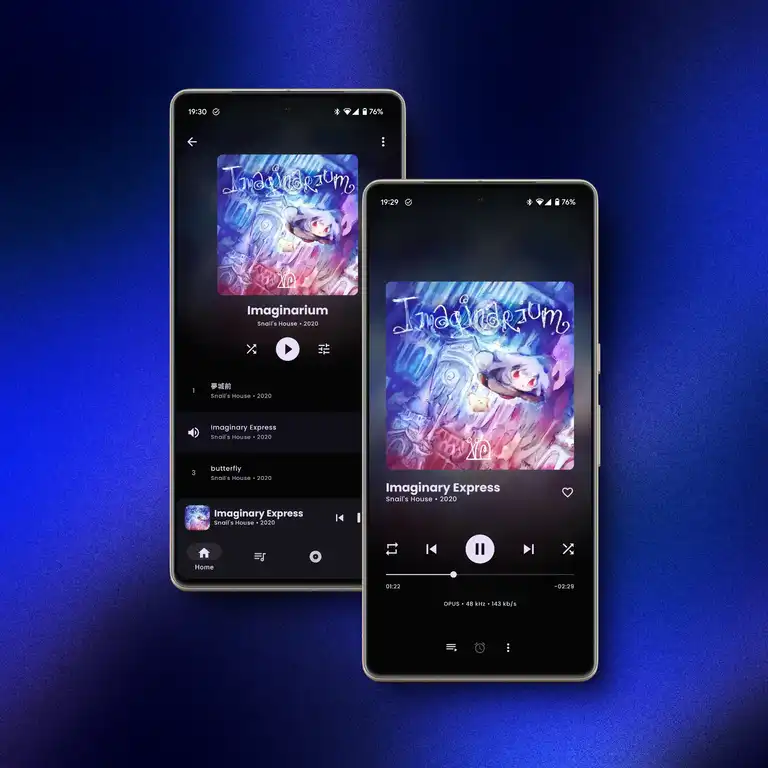 19:30
76%
Imaginarium
Imaginarium
Snail's House • 2020
1
夢城前
Snail's House • 2020
Imaginary Express
Snail's House • 2020
3
butterfly
Snail's House • 2020
Imaginary Express
Snail's House • 2020
Home
19:29
76%
Imaginarium
Imaginary Express
Snail's House • 2020
01:22
-02:29
OPUS • 48 kHz • 143 kb/s